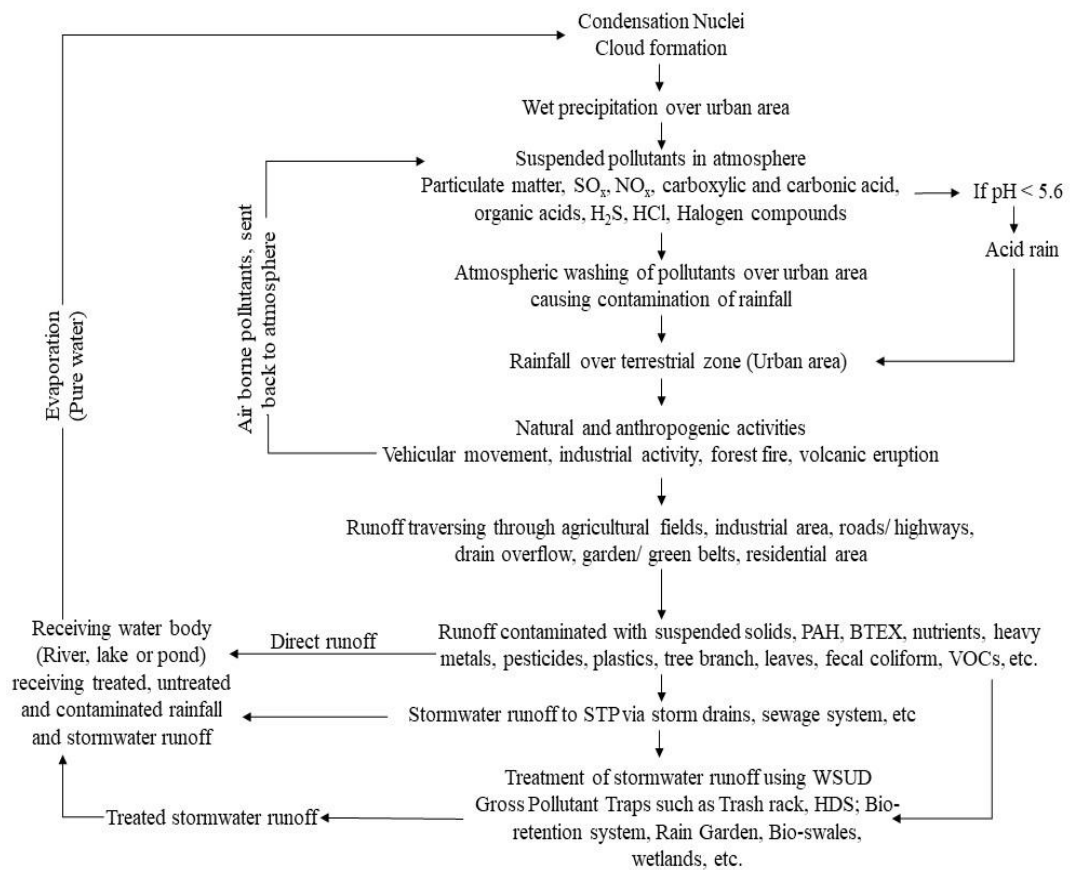 Condensation Nuclei
Cloud formation
Wet precipitation over urban area
Suspended pollutants in atmosphere
Particulate matter, SOₓ, NOₓ, carboxylic and carbonic acid,
organic acids, H₂S, HCl, Halogen compounds
If pH < 5.6
Acid rain
Atmospheric washing of pollutants over urban area
causing contamination of rainfall
Rainfall over terrestrial zone (Urban area)
Air borne pollutants, sent
back to atmosphere
Evaporation
(Pure water)
Natural and anthropogenic activities
Vehicular movement, industrial activity, forest fire, volcanic eruption
Runoff traversing through agricultural fields, industrial area, roads/ highways,
drain overflow, garden/ green belts, residential area
Receiving water body
(River, lake or pond)
receiving treated, untreated
and contaminated rainfall
and stormwater runoff
Direct runoff
Runoff contaminated with suspended solids, PAH, BTEX, nutrients, heavy
metals, pesticides, plastics, tree branch, leaves, fecal coliform, VOCs, etc.
Stormwater runoff to STP via storm drains, sewage system, etc
Treatment of stormwater runoff using WSUD
Gross Pollutant Traps such as Trash rack, HDS; Bio-
retention system, Rain Garden, Bio-swales,
wetlands, etc.
Treated stormwater runoff